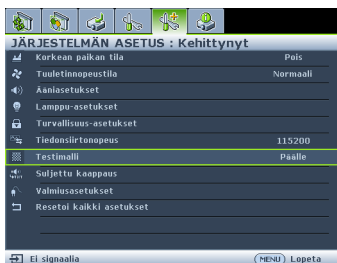 JÄRJESTELMÄN ASETUS : Kehittynyt
Korkean paikan tila Pois
Tuuletinnopeustila Normaali
Ääniasetukset
Lamppu-asetukset
Turvallisuus-asetukset
Tiedonsiirtonopeus 115200
Testimalli Päälle
Suljettu kaappaus
Valmiusasetukset
Resetoi kaikki asetukset
Ei signaalia MENU Lopeta